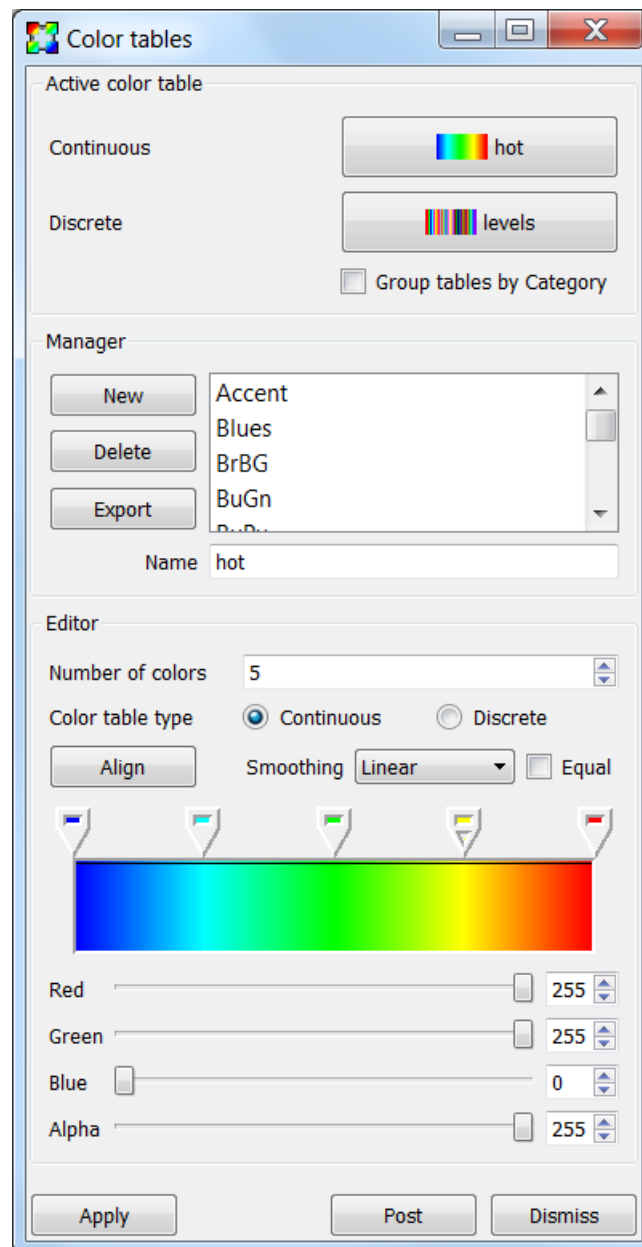 Color tables
Active color table
Continuous hot
Discrete levels
Group tables by Category
Manager
New
Delete
Export
Accent
Blues
BrBG
BuGn
Name hot
Editor
Number of colors 5
Color table type Continuous Discrete
Align Smoothing Linear Equal
Red 255
Green 255
Blue 0
Alpha 255
Apply Post Dismiss